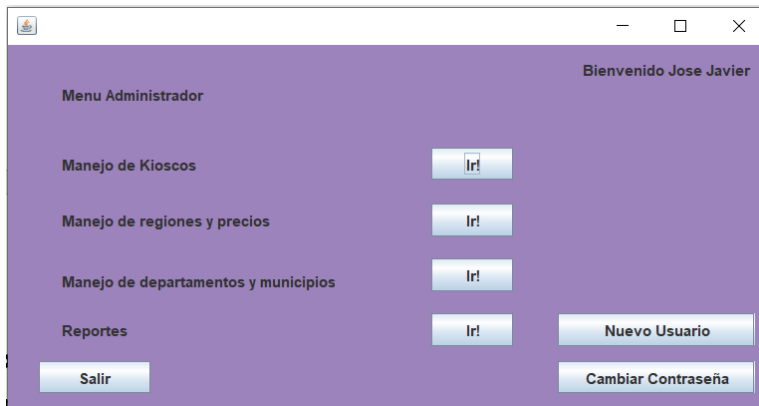 Bienvenido Jose Javier
Menu Administrador
Manejo de Kioscos Ir!
Manejo de regiones y precios Ir!
Manejo de departamentos y municipios Ir!
Reportes Ir! Nuevo Usuario
Salir Cambiar Contraseña